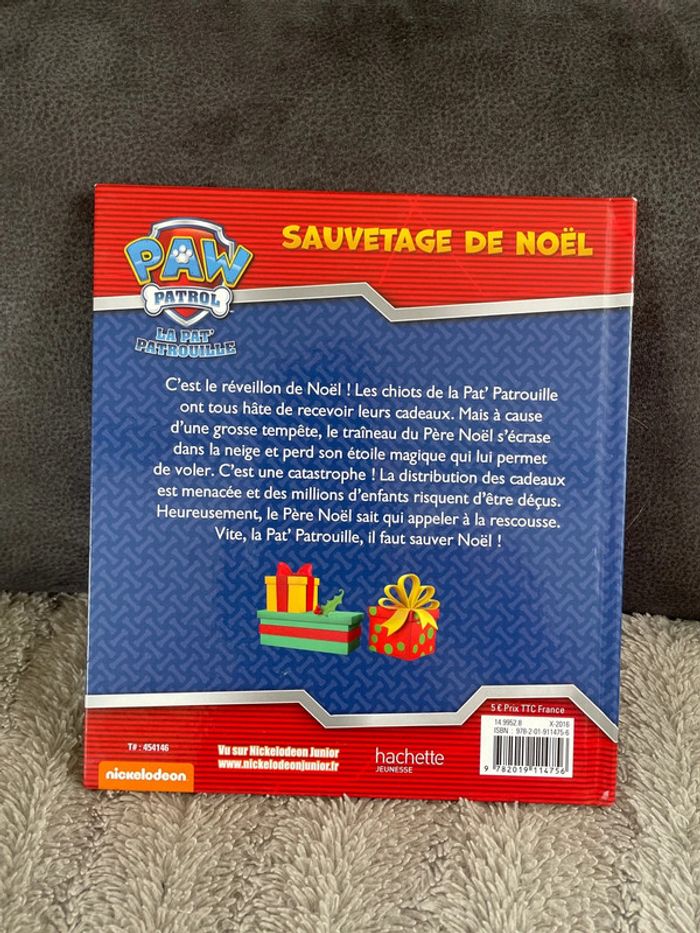 PAW
PATROL
LA PAT'
PATROUILLE
SAUVETAGE DE NOËL
C'est le réveillon de Noël ! Les chiots de la Pat' Patrouille
ont tous hâte de recevoir leurs cadeaux. Mais à cause
d'une grosse tempête, le traîneau du Père Noël s'écrase
dans la neige et perd son étoile magique qui lui permet
de voler. C'est une catastrophe ! La distribution des cadeaux
est menacée et des millions d'enfants risquent d'être déçus.
Heureusement, le Père Noël sait qui appeler à la rescousse.
Vite, la Pat' Patrouille, il faut sauver Noël !
T# : 454146
nickelodeon
Vu sur Nickelodeon Junior
www.nickelodeonjunior.fr
hachette
JEUNESSE
5 € Prix TTC France
14 9952 8 X-2016
ISBN : 978-2-01-911475-6
9 782019 114756